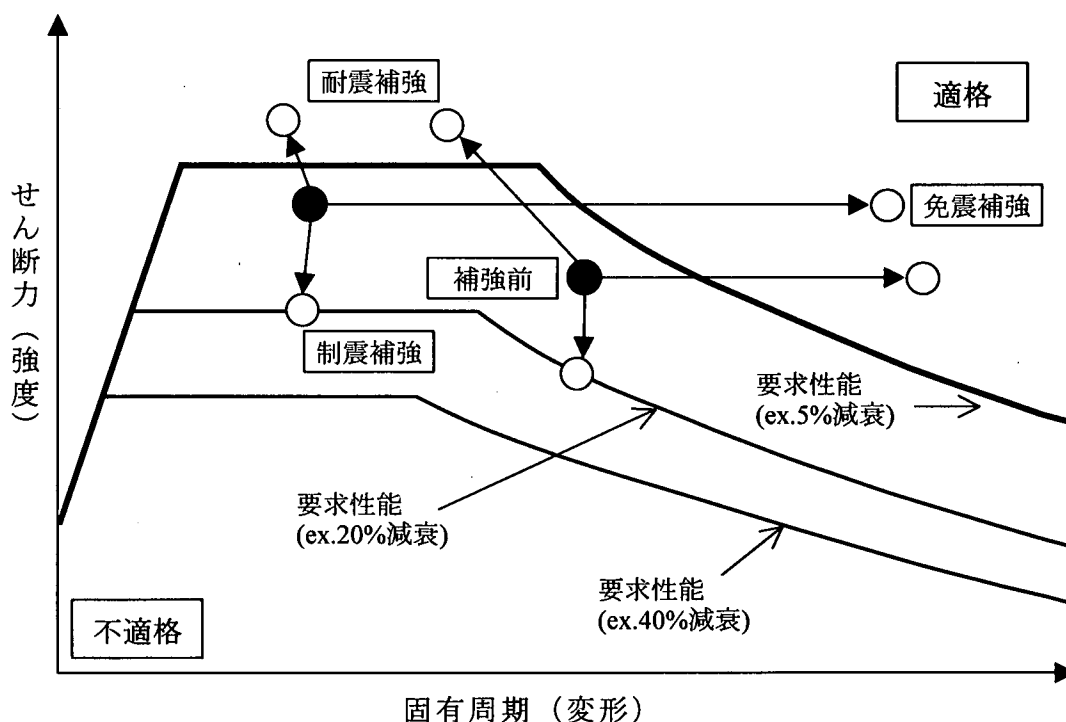 耐震補強
適格
せん断力（強度）
免震補強
補強前
制震補強
要求性能
(ex.5%減衰)
要求性能
(ex.20%減衰)
要求性能
(ex.40%減衰)
不適格
固有周期（変形）